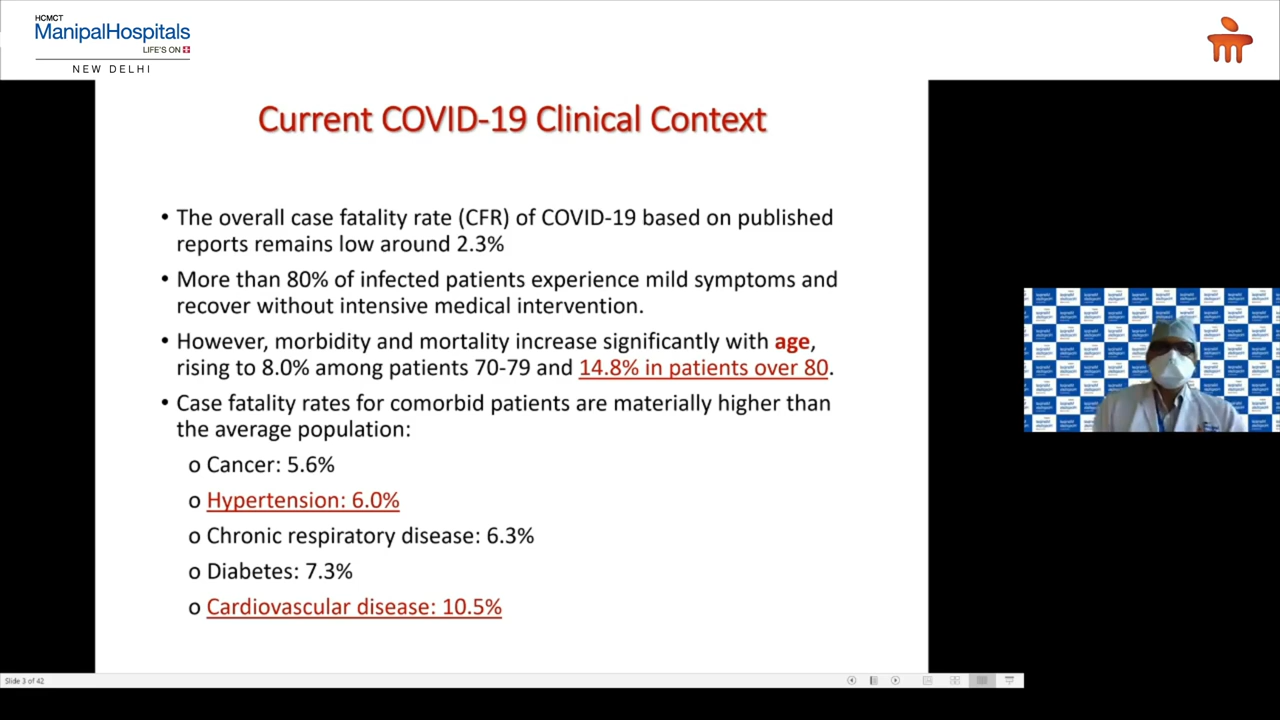 HCMCT
ManipalHospitals
LIFE'S ON
NEW DELHI
Current COVID-19 Clinical Context
• The overall case fatality rate (CFR) of COVID-19 based on published
reports remains low around 2.3%
• More than 80% of infected patients experience mild symptoms and
recover without intensive medical intervention.
• However, morbidity and mortality increase significantly with age,
rising to 8.0% among patients 70-79 and 14.8% in patients over 80.
• Case fatality rates for comorbid patients are materially higher than
the average population:
o Cancer: 5.6%
o Hypertension: 6.0%
o Chronic respiratory disease: 6.3%
o Diabetes: 7.3%
o Cardiovascular disease: 10.5%
Slide 3 of 42